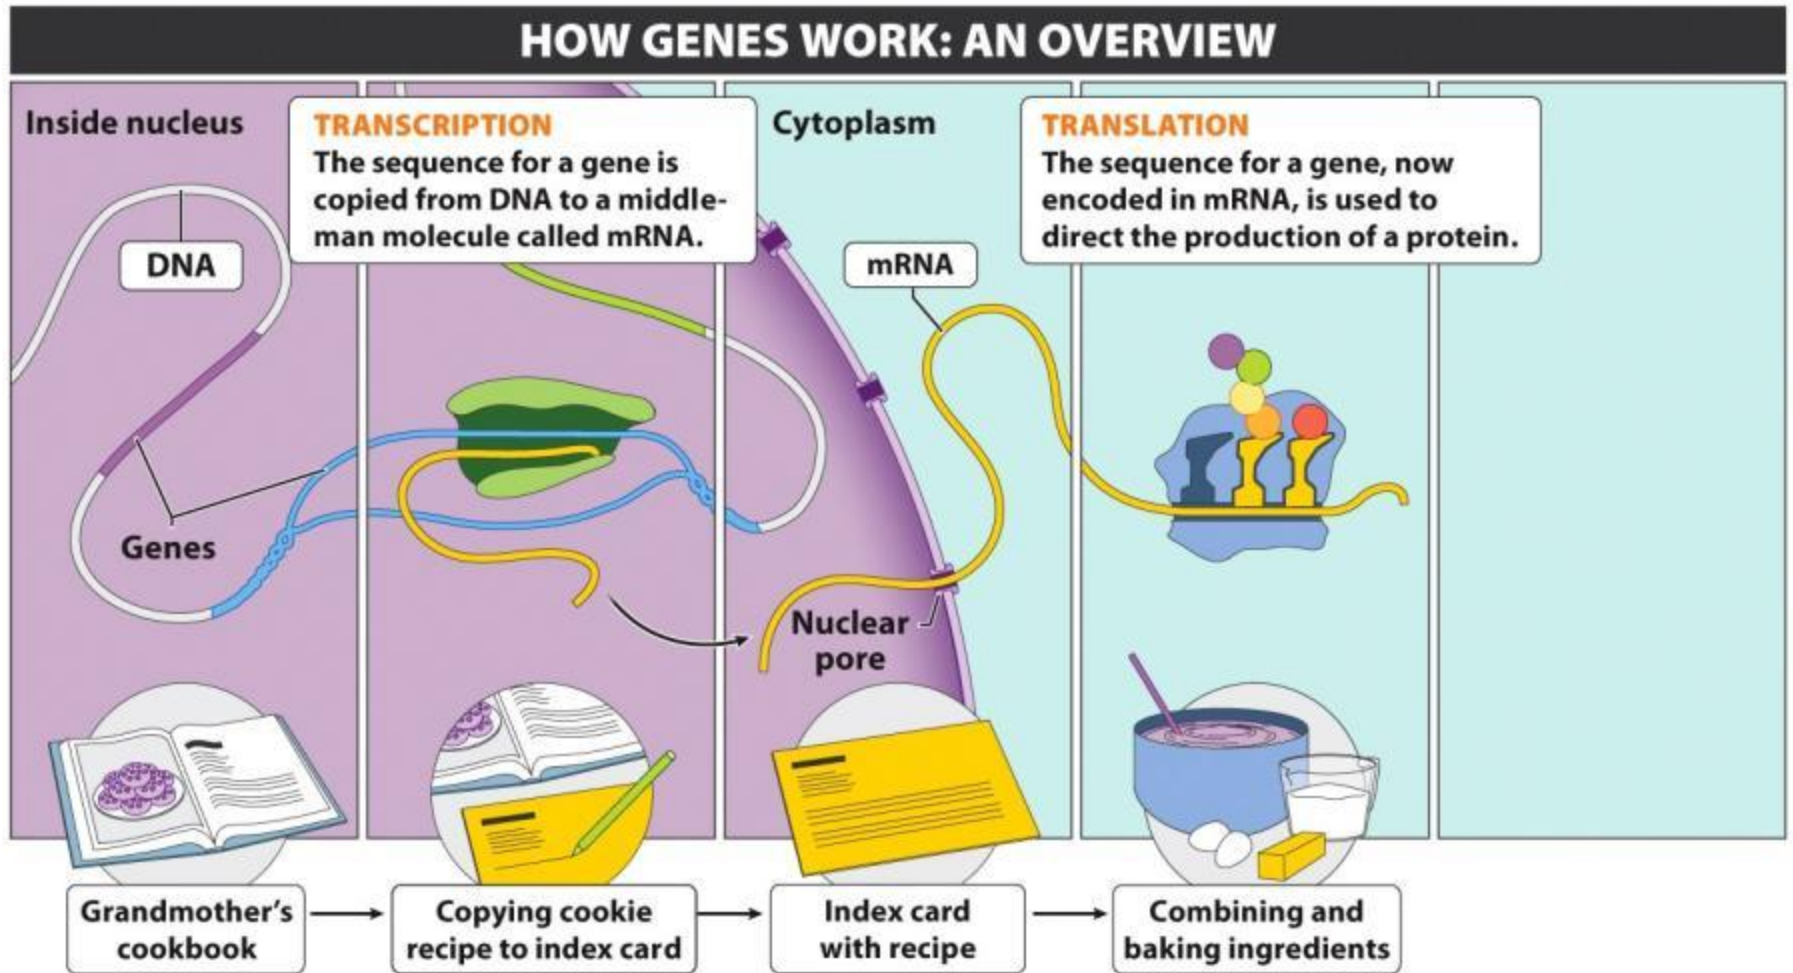 HOW GENES WORK: AN OVERVIEW
Inside nucleus
TRANSCRIPTION
The sequence for a gene is
copied from DNA to a middle-
man molecule called mRNA.
Cytoplasm
TRANSLATION
The sequence for a gene, now
encoded in mRNA, is used to
direct the production of a protein.
DNA
mRNA
Genes
Nuclear
pore
Grandmother's
cookbook
Copying cookie
recipe to index card
Index card
with recipe
Combining and
baking ingredients